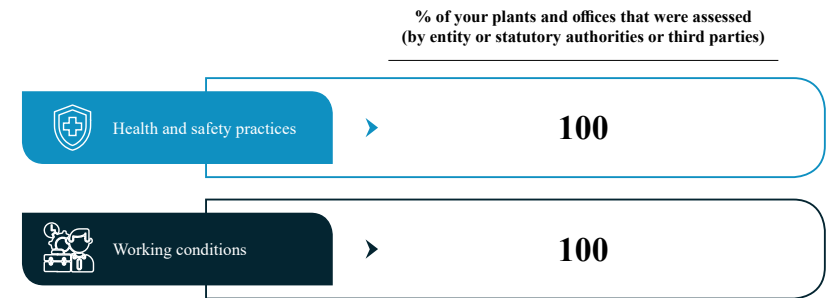 % of your plants and offices that were assessed
(by entity or statutory authorities or third parties)
Health and safety practices
100
Working conditions
100